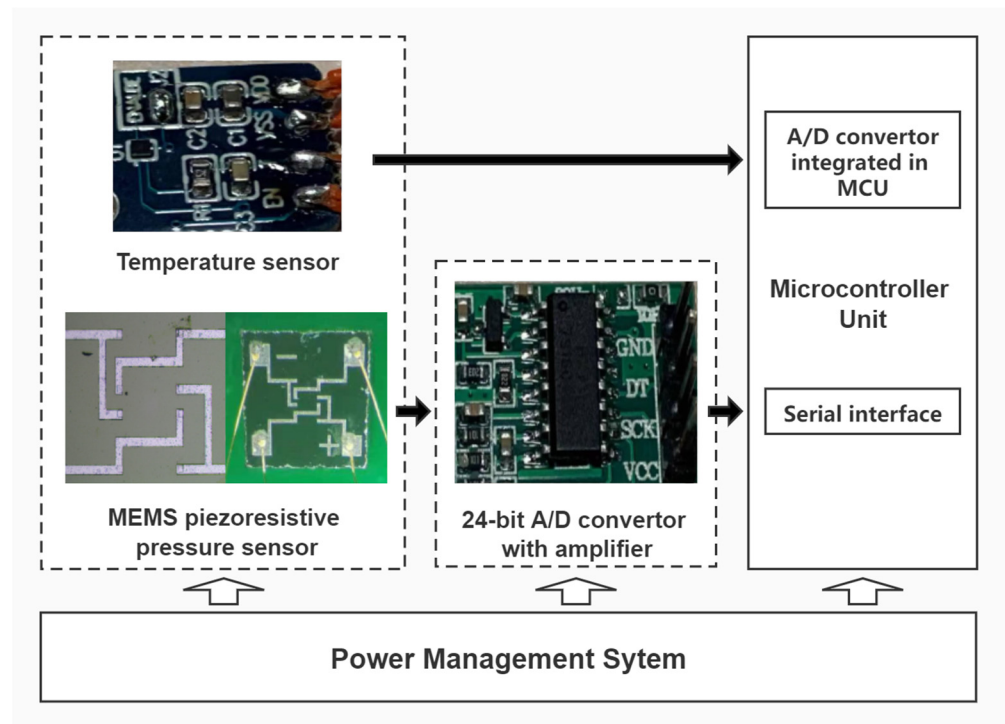 VDD
VSS
C2
C1
R1
EN
Temperature sensor
MEMS piezoresistive
pressure sensor
GND
DT
SCK
VCC
24-bit A/D convertor
with amplifier
A/D convertor
integrated in
MCU
Microcontroller
Unit
Serial interface
Power Management Sytem